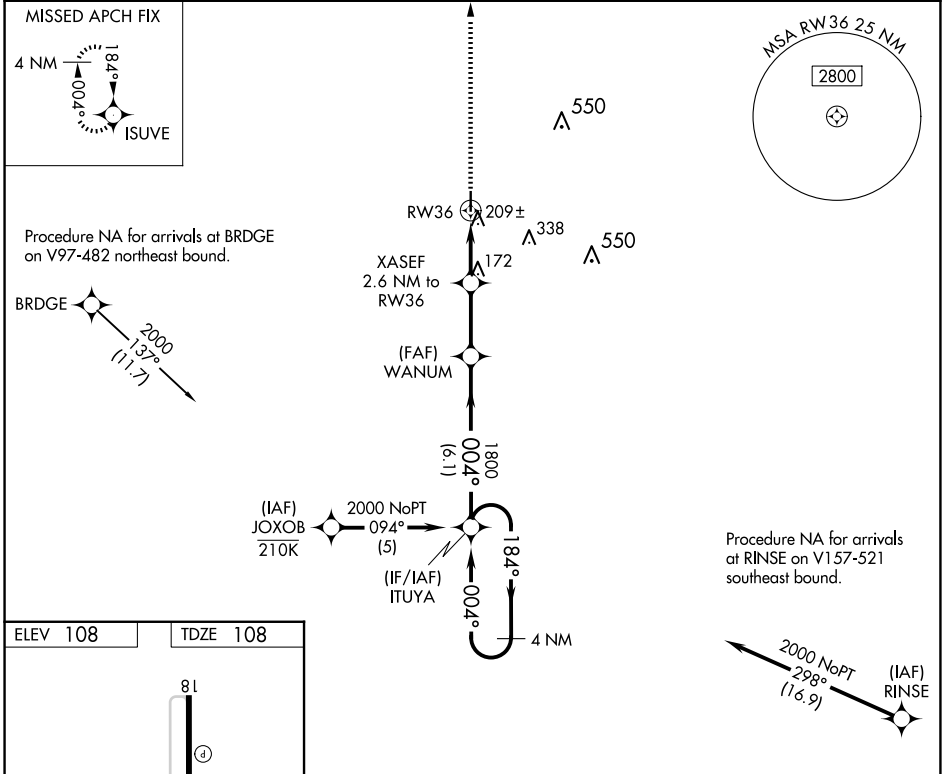 MISSED APCH FIX
4 NM
184°
004°
ISUVE
MSA RW36 25 NM
2800
550
RW36
209±
338
550
172
XASEF
2.6 NM to
RW36
Procedure NA for arrivals at BRDGE
on V97-482 northeast bound.
BRDGE
2000
137°
(11.7)
(FAF)
WANUM
1800
004°
(6.1)
(IAF)
JOXOB
210K
2000 NoPT
094°
(5)
(IF/IAF)
ITUYA
184°
004°
4 NM
Procedure NA for arrivals
at RINSE on V157-521
southeast bound.
2000 NoPT
298°
(16.9)
(IAF)
RINSE
ELEV 108
TDZE 108
18
P